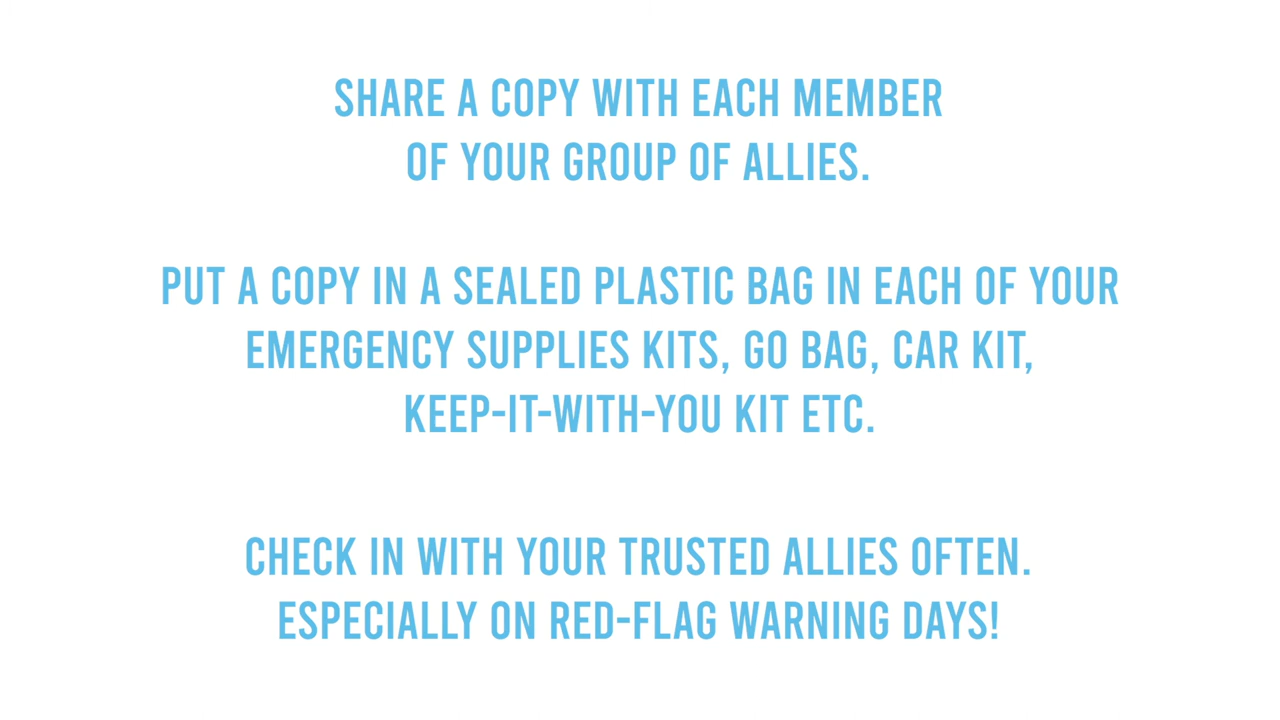 SHARE A COPY WITH EACH MEMBER
OF YOUR GROUP OF ALLIES.
PUT A COPY IN A SEALED PLASTIC BAG IN EACH OF YOUR
EMERGENCY SUPPLIES KITS, GO BAG, CAR KIT,
KEEP-IT-WITH-YOU KIT ETC.
CHECK IN WITH YOUR TRUSTED ALLIES OFTEN.
ESPECIALLY ON RED-FLAG WARNING DAYS!